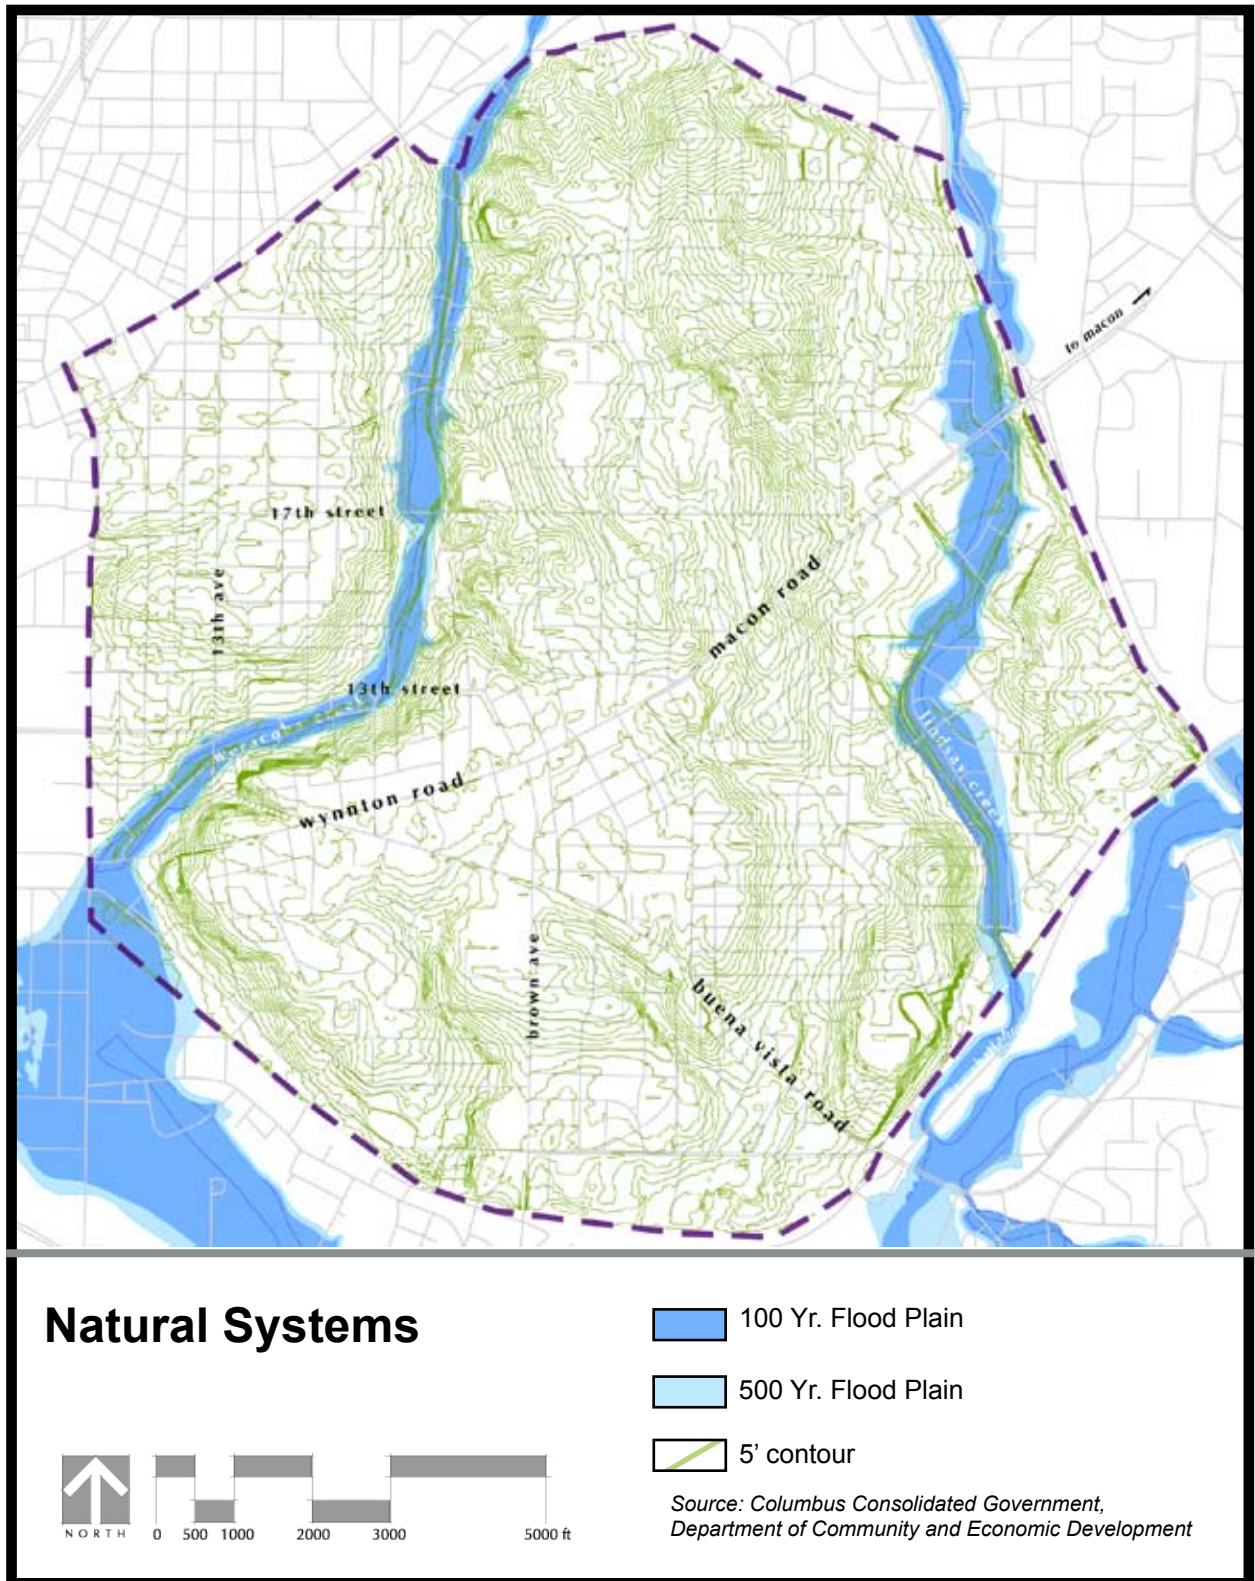 to macon
17th street
13th ave
macon road
13th street
lindsay creek
wynnton road
brown ave
buena vista road
Natural Systems
100 Yr. Flood Plain
500 Yr. Flood Plain
5' contour
Source: Columbus Consolidated Government,
Department of Community and Economic Development
NORTH
0 500 1000 2000 3000 5000 ft